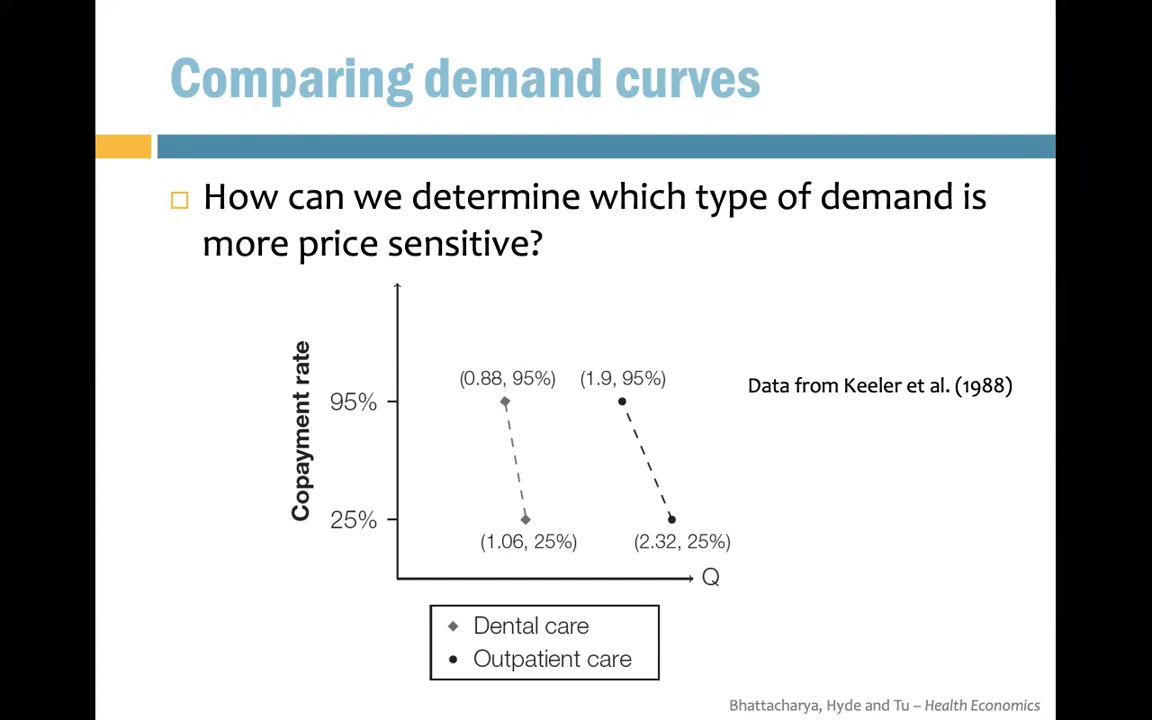 Comparing demand curves
How can we determine which type of demand is
more price sensitive?
Copayment rate
(0.88, 95%) (1.9, 95%)
Data from Keeler et al. (1988)
95%
25%
(1.06, 25%) (2.32, 25%)
Q
Dental care
Outpatient care
Bhattacharya, Hyde and Tu – Health Economics